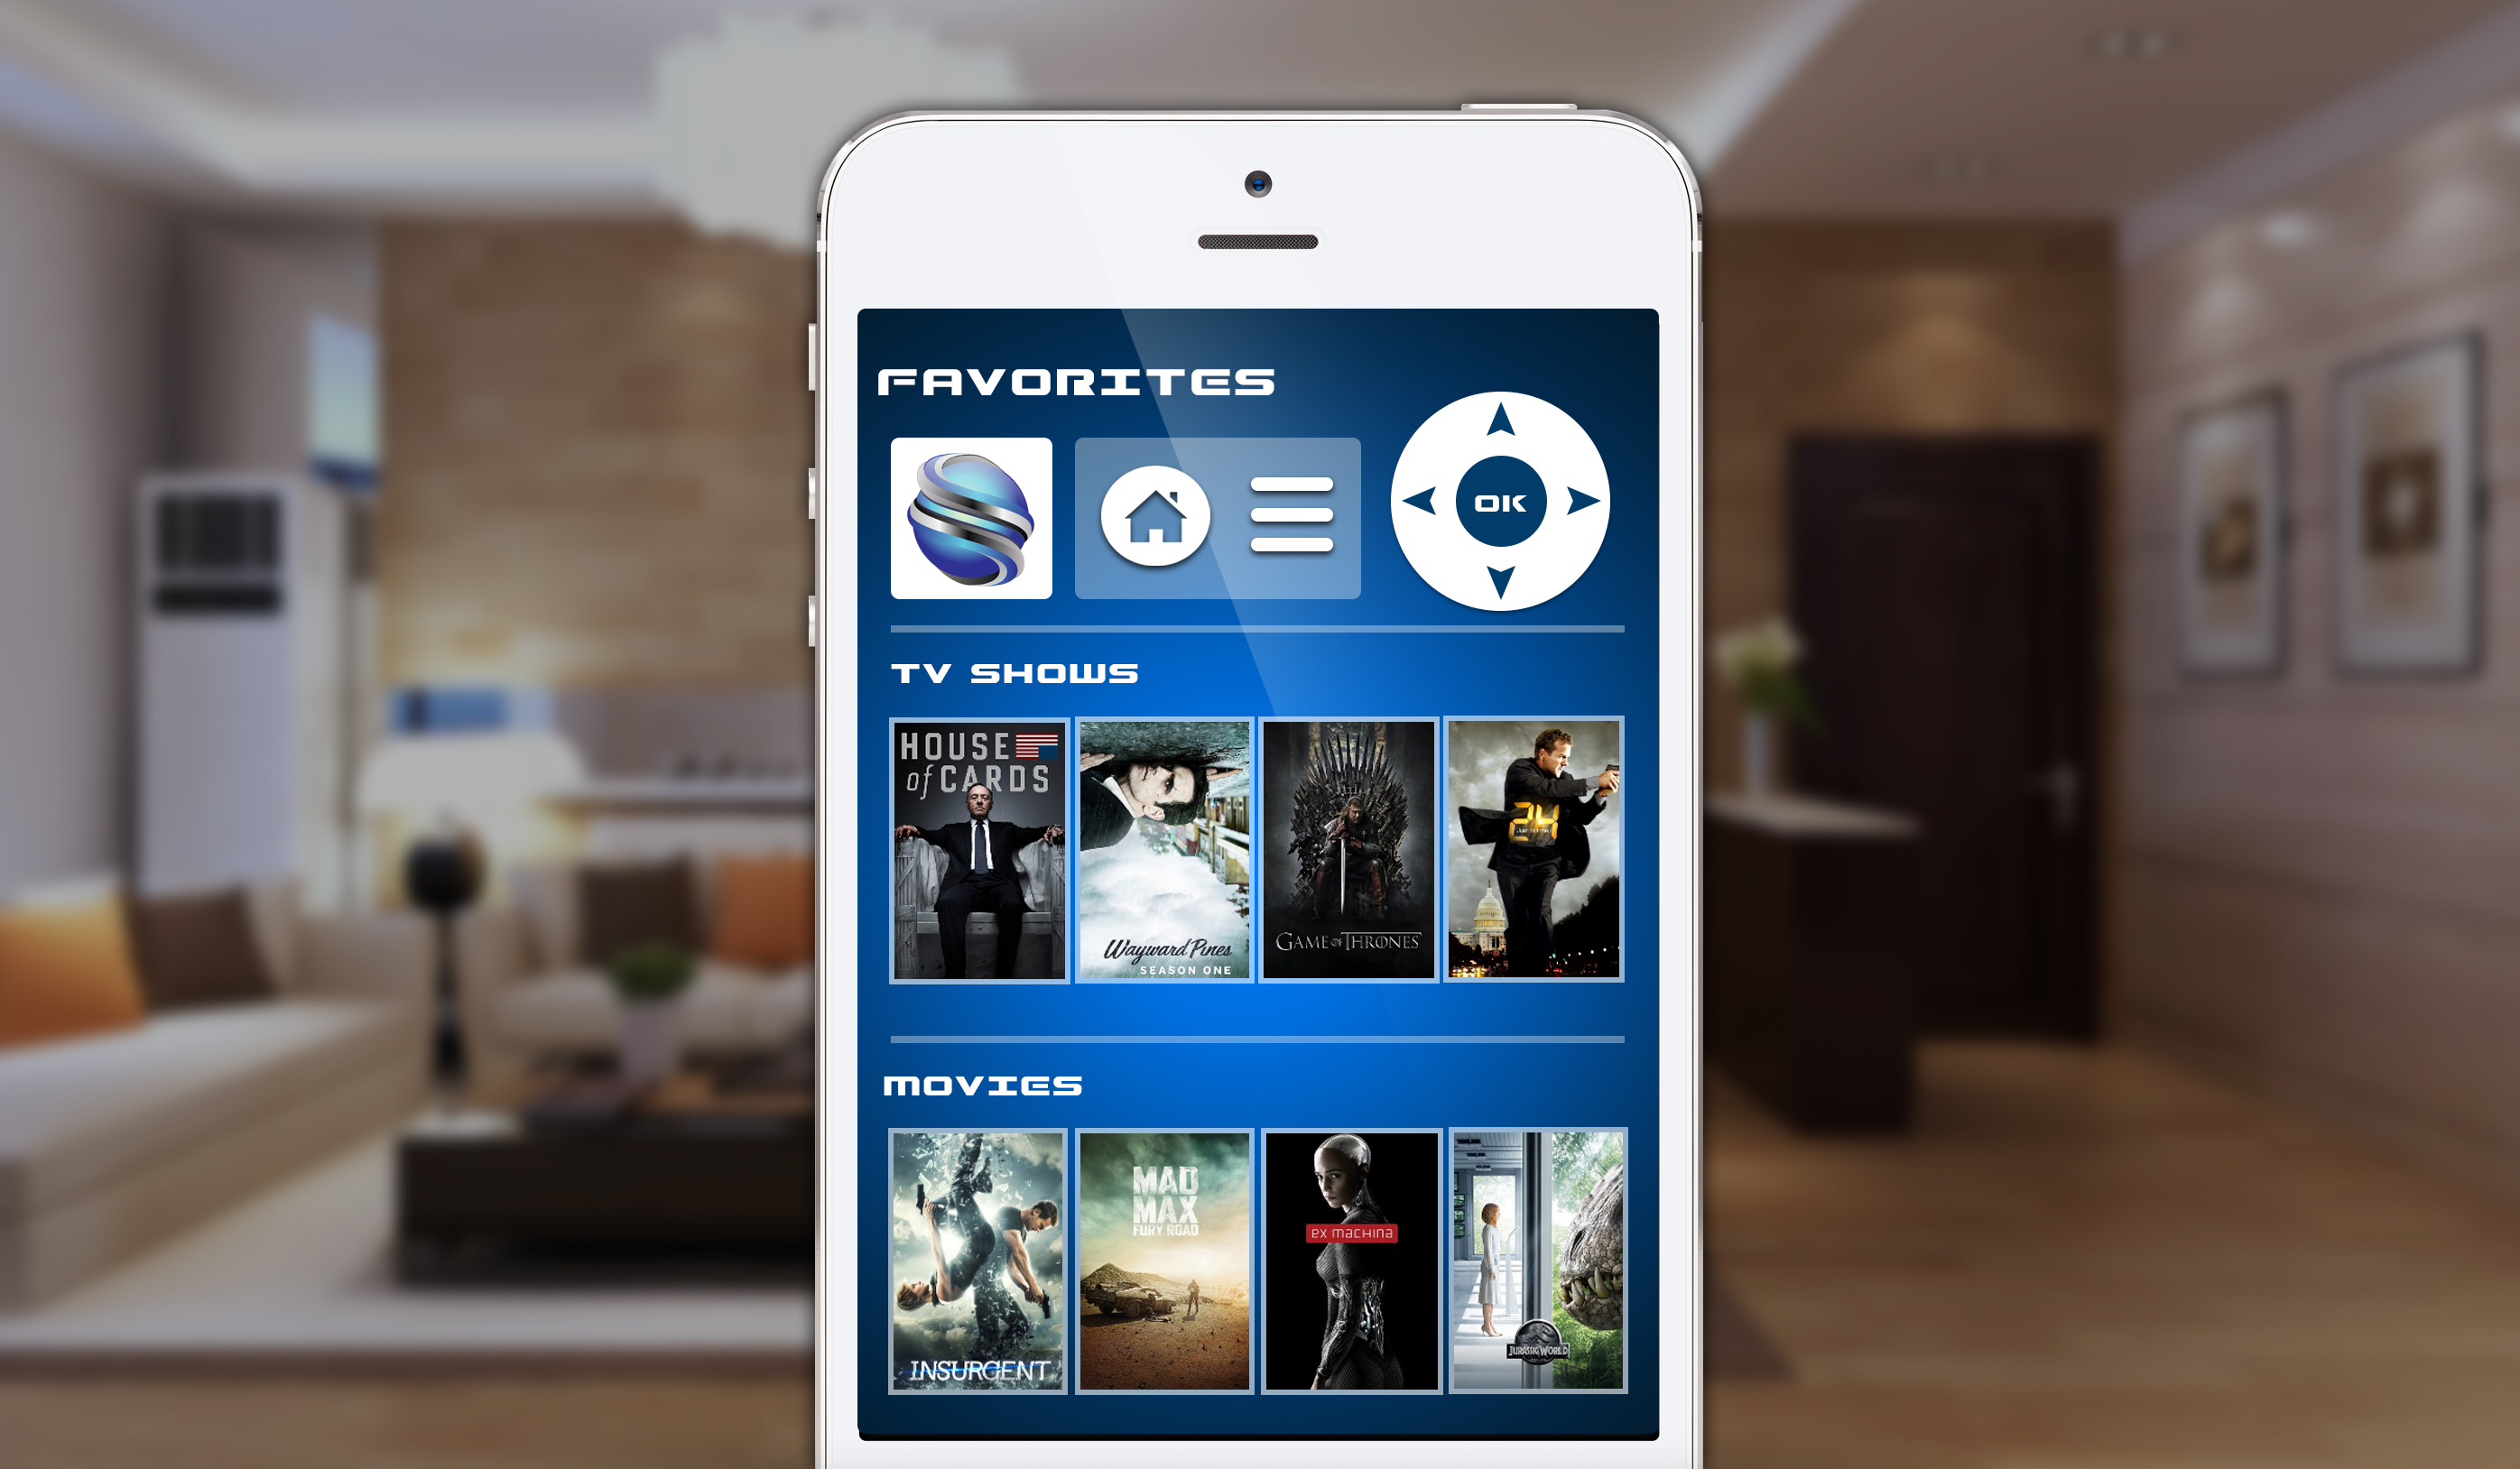 FAVORITES
OK
TV SHOWS
HOUSE
of CARDS
Wayward Pines
SEASON ONE
GAME OF THRONES
24
MOVIES
INSURGENT
MAD
MAX
FURY ROAD
ex machina
JURASSIC WORLD